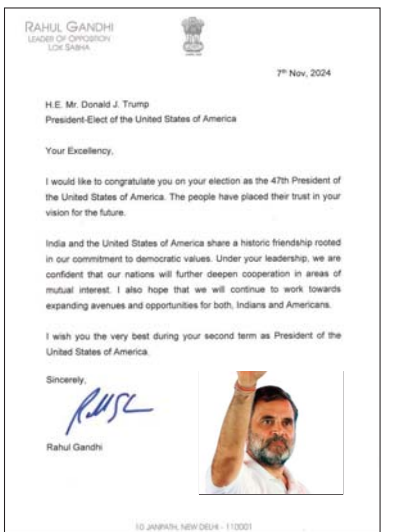 RAHUL GANDHI
LEADER OF OPPOSITION
LOK SABHA
7th Nov, 2024
H.E. Mr. Donald J. Trump
President-Elect of the United States of America
Your Excellency,
I would like to congratulate you on your election as the 47th President of
the United States of America. The people have placed their trust in your
vision for the future.
India and the United States of America share a historic friendship rooted
in our commitment to democratic values. Under your leadership, we are
confident that our nations will further deepen cooperation in areas of
mutual interest. I also hope that we will continue to work towards
expanding avenues and opportunities for both, Indians and Americans.
I wish you the very best during your second term as President of the
United States of America.
Sincerely,
Rahul Gandhi
10 JANPATH, NEW DELHI - 110001